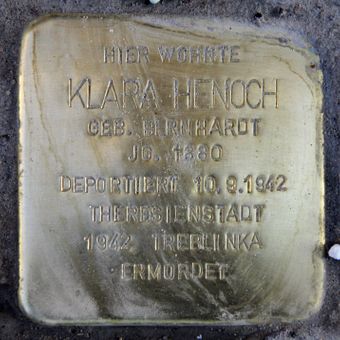 HIER WOHNTE
KLARA HENOCH
GEB. BERNHARDT
JG. 1880
DEPORTIERT 10.9.1942
THERESIENSTADT
1942 TREBLINKA
ERMORDET